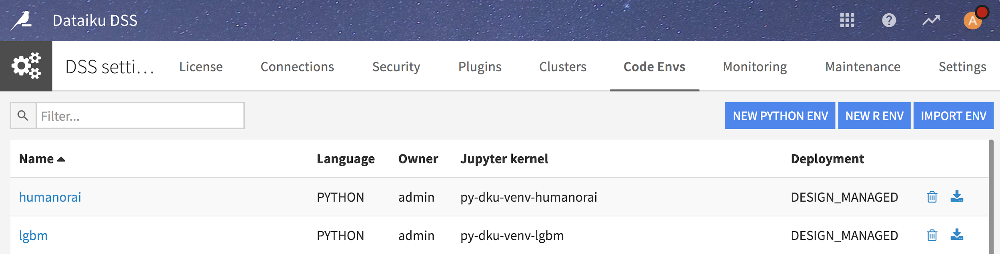 Dataiku DSS
?
A
DSS setti...
License
Connections
Security
Plugins
Clusters
Code Envs
Monitoring
Maintenance
Settings
Filter...
NEW PYTHON ENV
NEW R ENV
IMPORT ENV
Name Language Owner Jupyter kernel Deployment
humanorai PYTHON admin py-dku-venv-humanorai DESIGN_MANAGED
lgbm PYTHON admin py-dku-venv-lgbm DESIGN_MANAGED